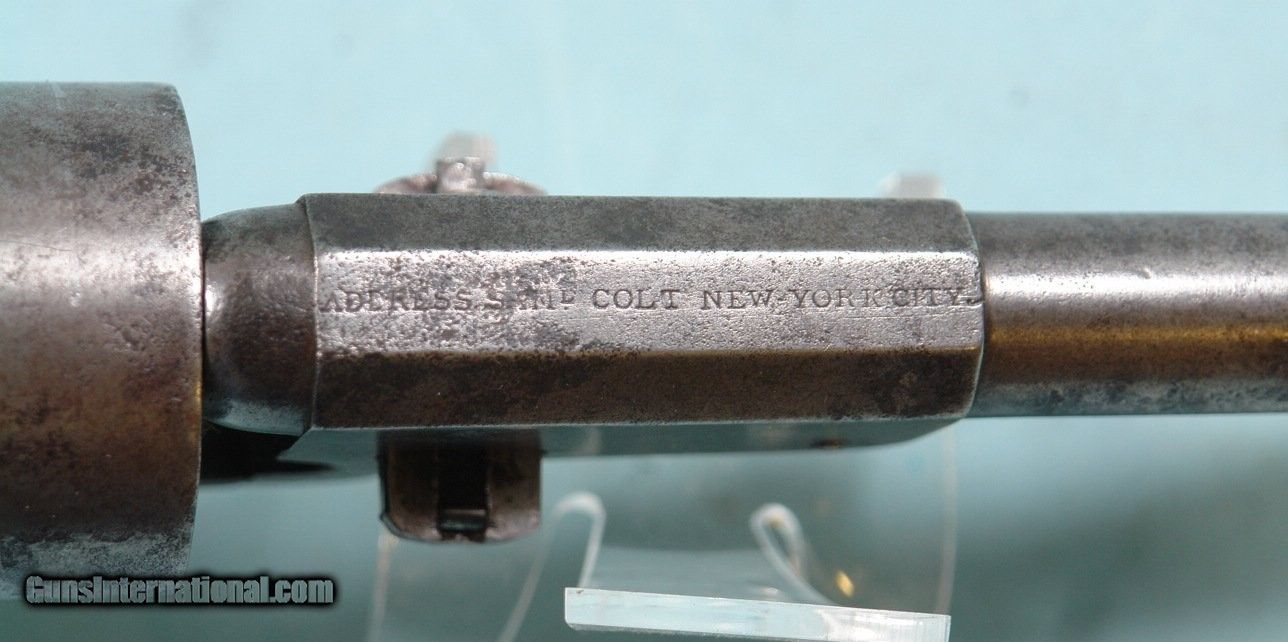 ADDRESS SAML COLT NEW-YORK CITY
GunsInternational.com